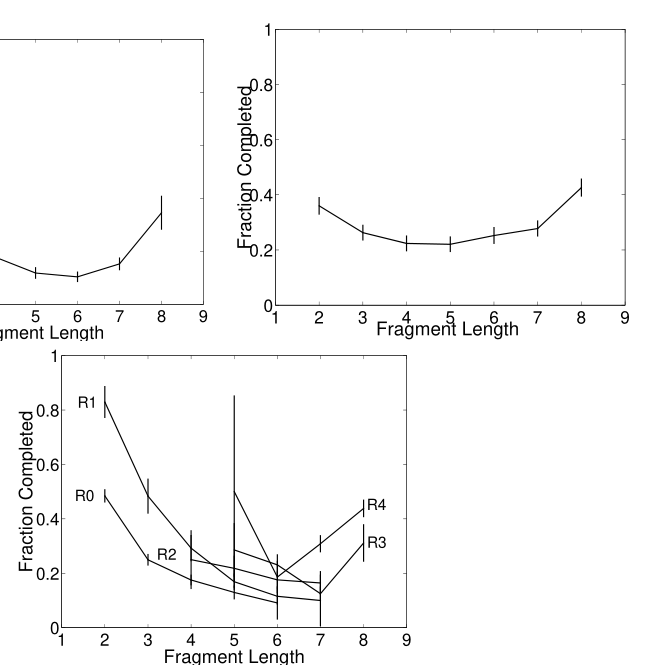 5 6 7 8 9
gment Length
Fraction Completed
1
0.8
0.6
0.4
0.2
0
1 2 3 4 5 6 7 8 9
Fragment Length
Fraction Completed
1
0.8
0.6
0.4
0.2
0
R1
R0
R2
R4
R3
1 2 3 4 5 6 7 8 9
Fragment Length